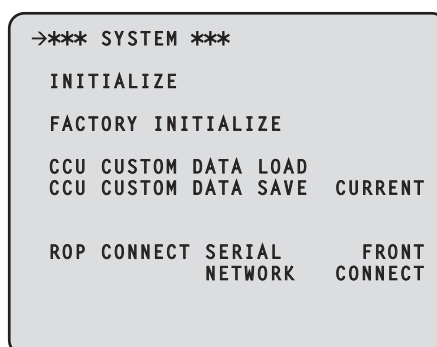 →*** SYSTEM ***
INITIALIZE
FACTORY INITIALIZE
CCU CUSTOM DATA LOAD
CCU CUSTOM DATA SAVE CURRENT
ROP CONNECT SERIAL FRONT
NETWORK CONNECT